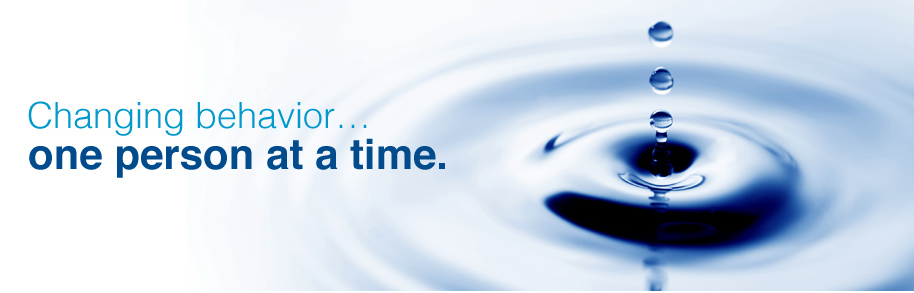 Changing behavior…
one person at a time.